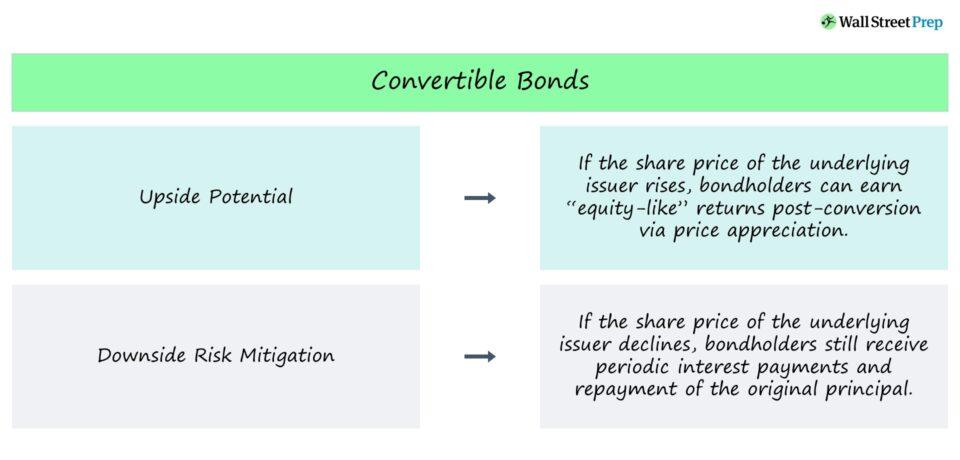 Wall Street Prep
Convertible Bonds
Upside Potential
If the share price of the underlying
issuer rises, bondholders can earn
“equity-like” returns post-conversion
via price appreciation.
Downside Risk Mitigation
If the share price of the underlying
issuer declines, bondholders still receive
periodic interest payments and
repayment of the original principal.